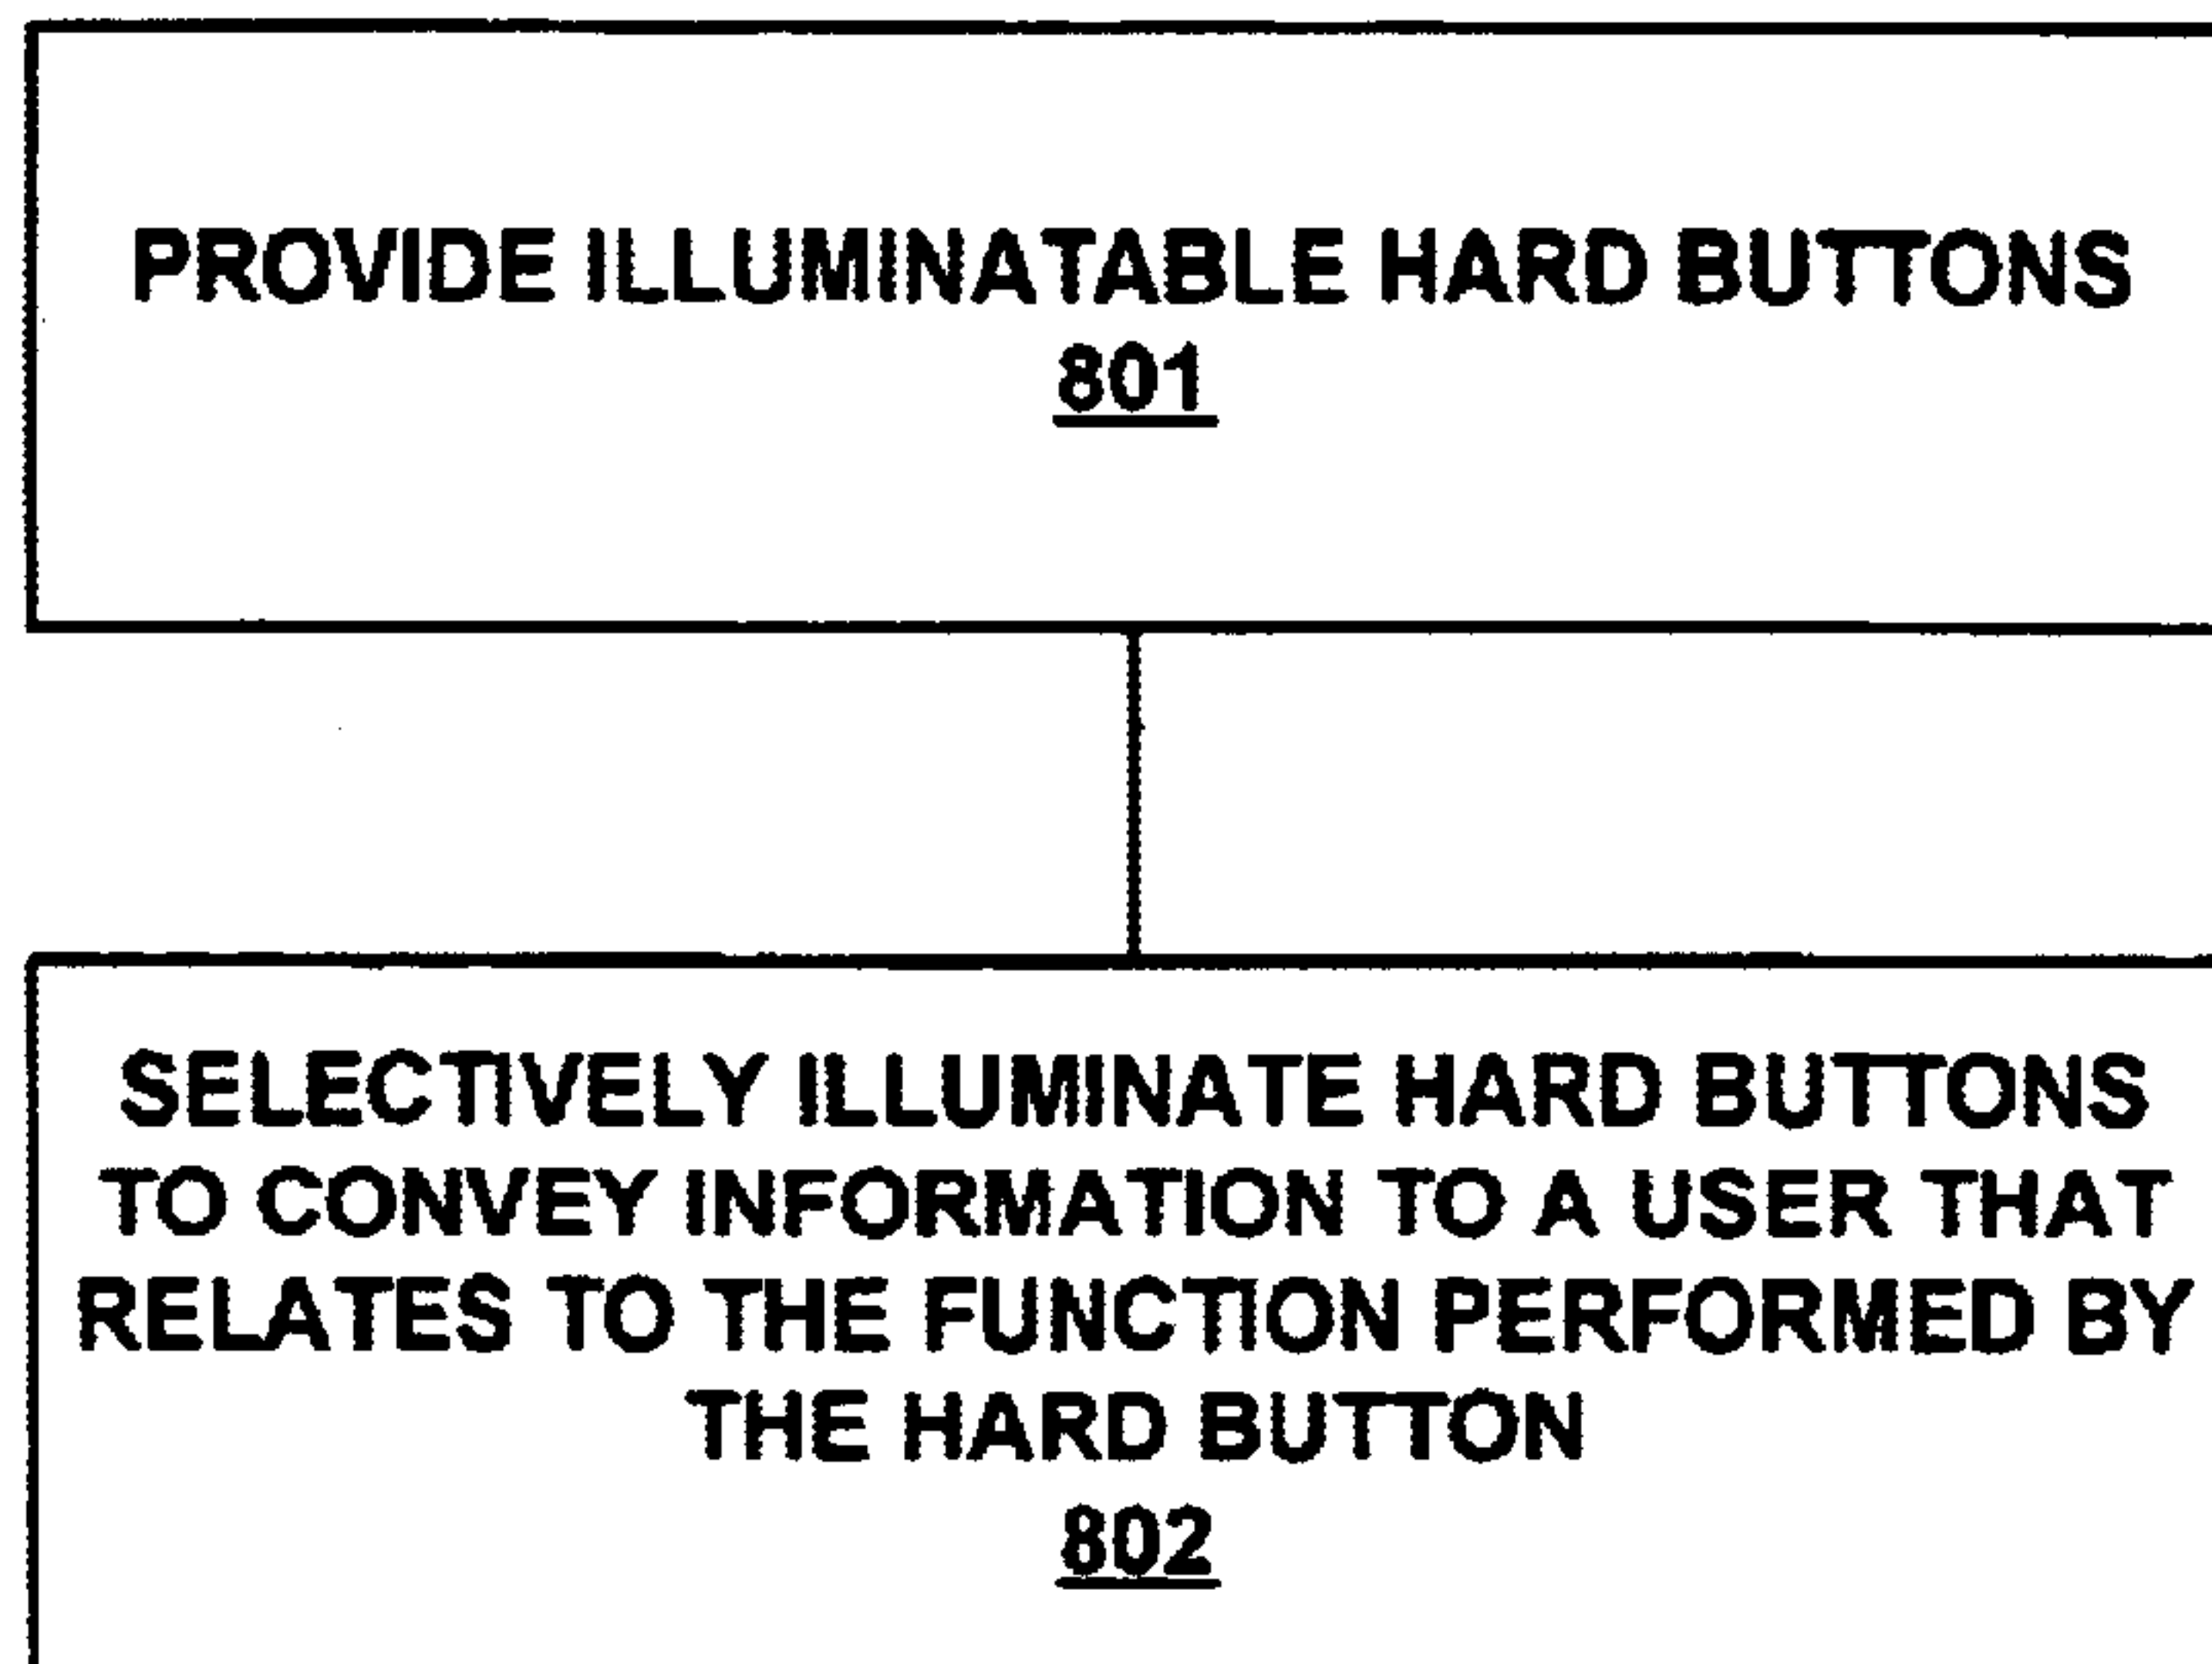 PROVIDE ILLUMINATABLE HARD BUTTONS
801
SELECTIVELY ILLUMINATE HARD BUTTONS
TO CONVEY INFORMATION TO A USER THAT
RELATES TO THE FUNCTION PERFORMED BY
THE HARD BUTTON
802